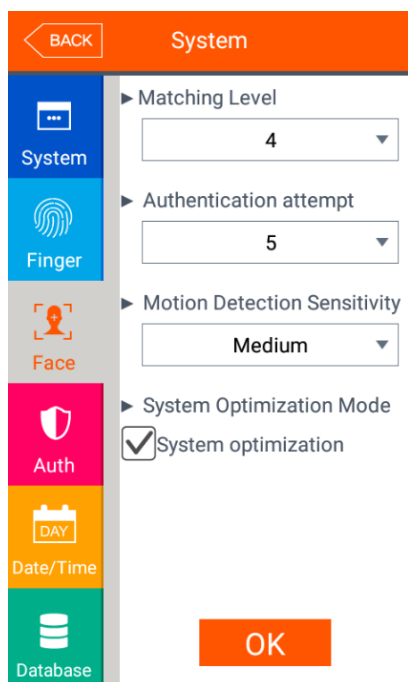 BACK
System
System
Finger
Face
Auth
DAY
Date/Time
Database
► Matching Level
4
► Authentication attempt
5
► Motion Detection Sensitivity
Medium
► System Optimization Mode
System optimization
OK